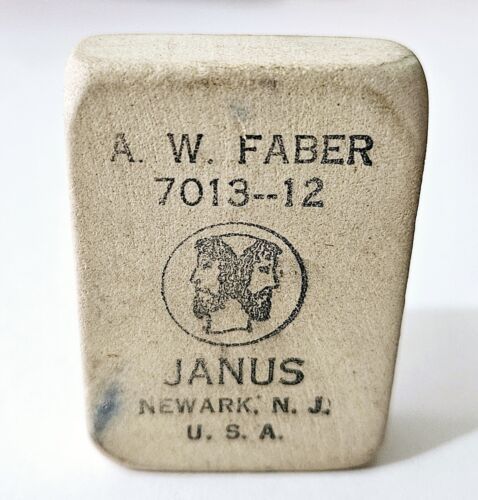 A. W. FABER
7013--12
JANUS
NEWARK, N. J.
U. S. A.